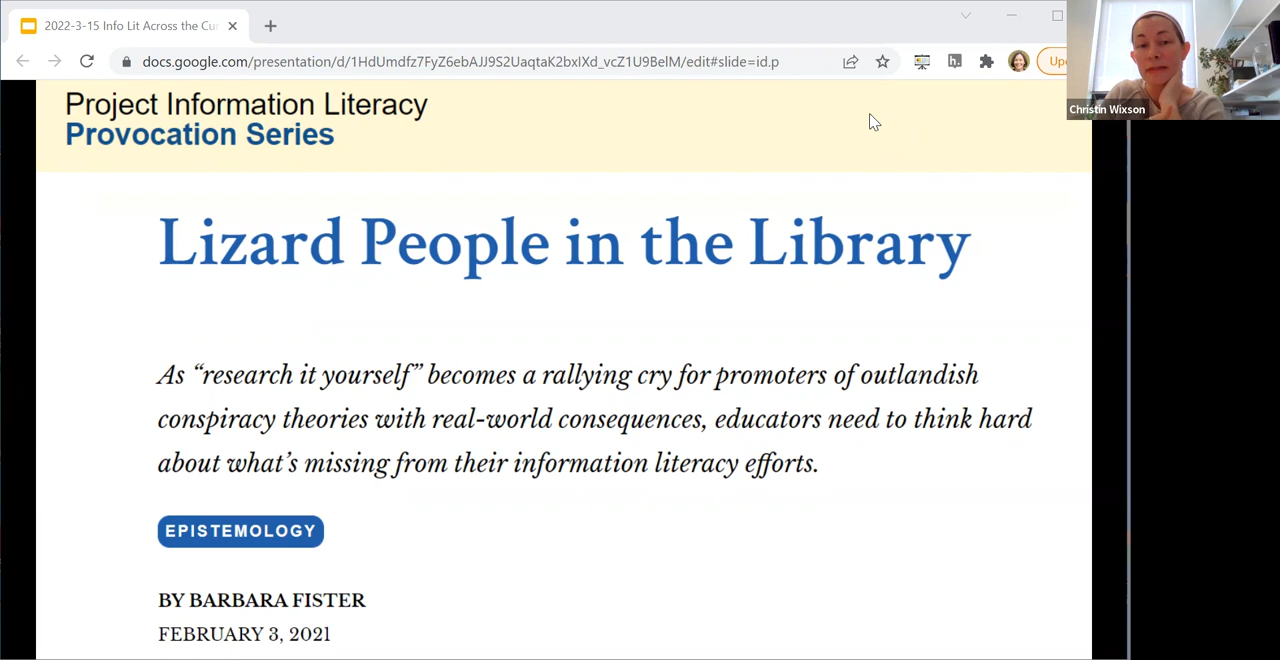 2022-3-15 Info Lit Across the Cu
docs.google.com/presentation/d/1HdUmdfz7FyZ6ebAJJ9S2UaqtaK2bxlXd_vcZ1U9BelM/edit#slide=id.p
Up
Christin Wixson
Project Information Literacy
Provocation Series
Lizard People in the Library
As “research it yourself” becomes a rallying cry for promoters of outlandish
conspiracy theories with real-world consequences, educators need to think hard
about what’s missing from their information literacy efforts.
EPISTEMOLOGY
BY BARBARA FISTER
FEBRUARY 3, 2021